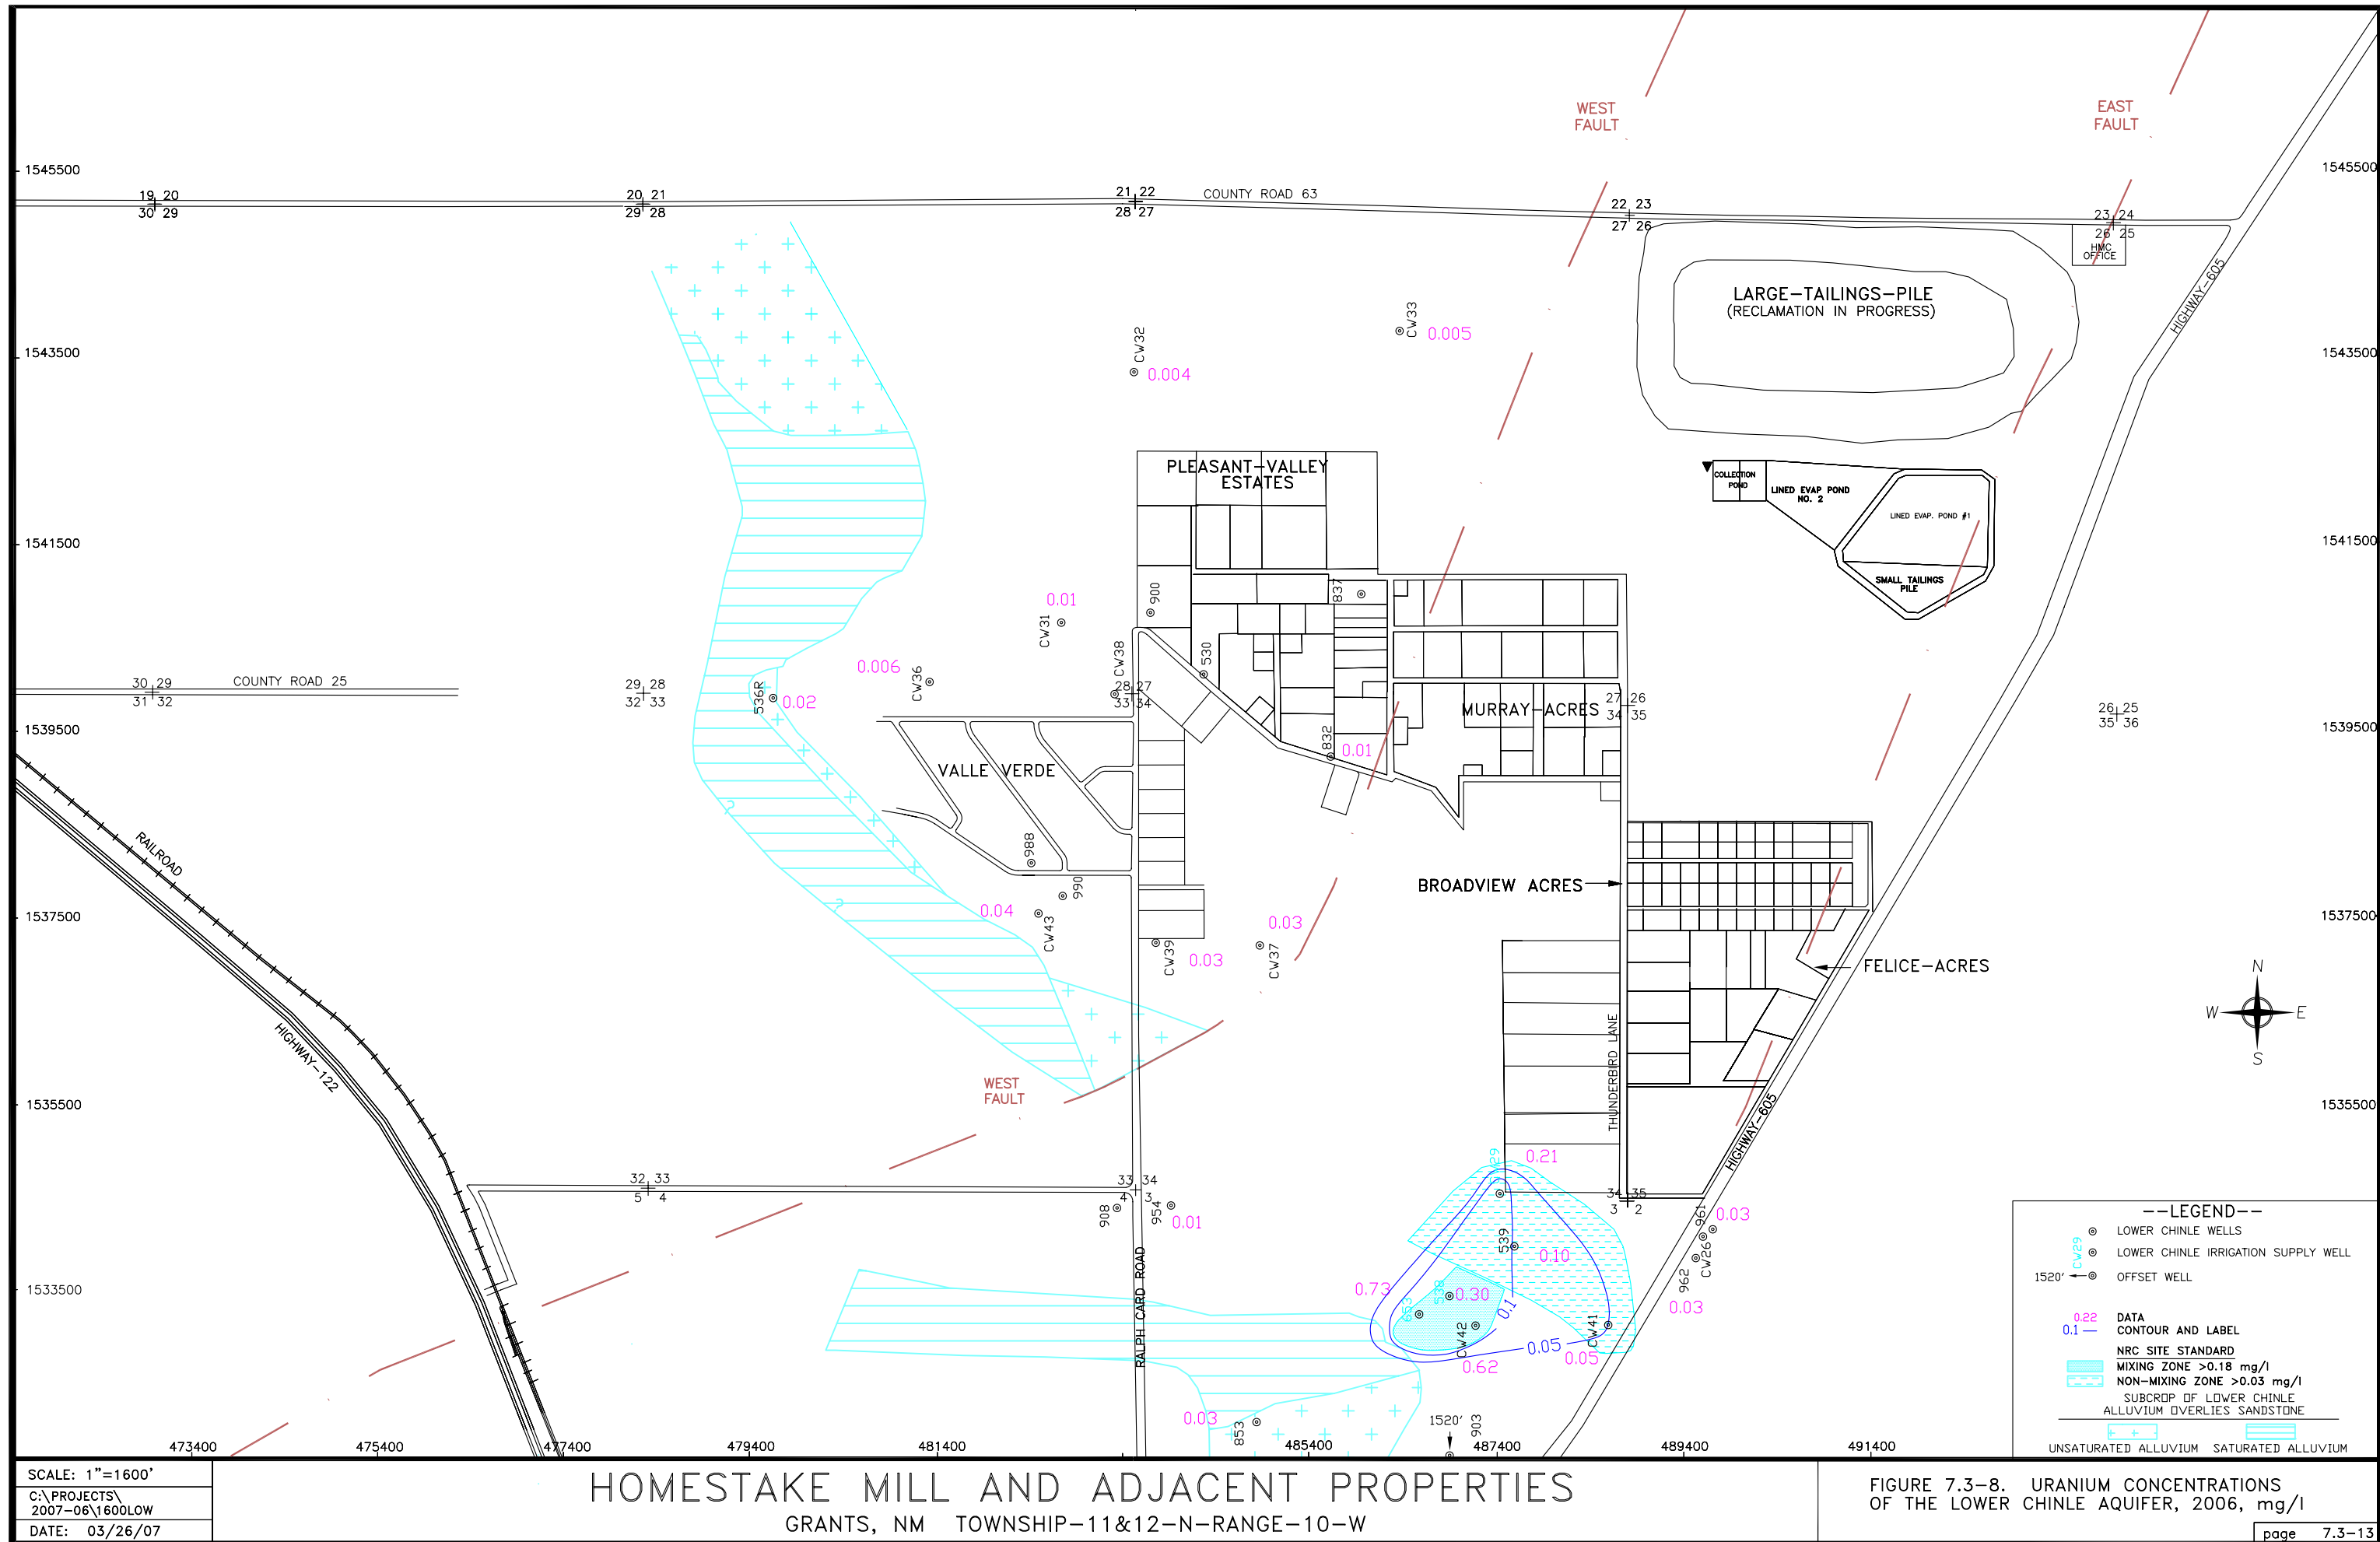 WEST
FAULT
EAST
FAULT
1545500
1545500
19 20
30 29
20 21
29 28
21 22
28 27
COUNTY ROAD 63
22 23
27 26
23 24
26 25
HMC
OFFICE
HIGHWAY-605
LARGE-TAILINGS-PILE
(RECLAMATION IN PROGRESS)
CW33
0.005
CW32
0.004
1543500
1543500
PLEASANT-VALLEY
ESTATES
COLLECTION
POND
LINED EVAP POND
NO. 2
LINED EVAP. POND #1
SMALL TAILINGS
PILE
1541500
1541500
0.01
CW31
900
837
530
CW38
0.006
CW36
30 29
31 32
COUNTY ROAD 25
29 28
32 33
536R
0.02
28 27
33 34
MURRAY-ACRES
27 26
34 35
26 25
35 36
1539500
1539500
832
0.01
VALLE VERDE
RAILROAD
988
990
BROADVIEW ACRES
1537500
1537500
0.04
CW43
CW39
0.03
0.03
CW37
FELICE-ACRES
N
W
E
S
HIGHWAY-122
THUNDERBIRD LANE
WEST
FAULT
1535500
1535500
HIGHWAY-605
32 33
5 4
33 34
4 3
908
954
0.01
0.21
34 35
3 2
961
0.03
CW26
962
0.03
539
0.10
RALPH CARD ROAD
0.73
653
538
0.30
0.1
CW42
0.62
0.05
CW41
0.05
1533500
0.03
853
1520'
903
--LEGEND--
LOWER CHINLE WELLS
CW29
LOWER CHINLE IRRIGATION SUPPLY WELL
1520'
OFFSET WELL
0.22 DATA
0.1 — CONTOUR AND LABEL
NRC SITE STANDARD
MIXING ZONE >0.18 mg/l
NON-MIXING ZONE >0.03 mg/l
SUBCROP OF LOWER CHINLE
ALLUVIUM OVERLIES SANDSTONE
UNSATURATED ALLUVIUM SATURATED ALLUVIUM
473400
475400
477400
479400
481400
485400
487400
489400
491400
SCALE: 1"=1600'
C:\PROJECTS\
2007-06\1600LOW
DATE: 03/26/07
HOMESTAKE MILL AND ADJACENT PROPERTIES
GRANTS, NM TOWNSHIP-11&12-N-RANGE-10-W
FIGURE 7.3-8. URANIUM CONCENTRATIONS
OF THE LOWER CHINLE AQUIFER, 2006, mg/l
page 7.3-13